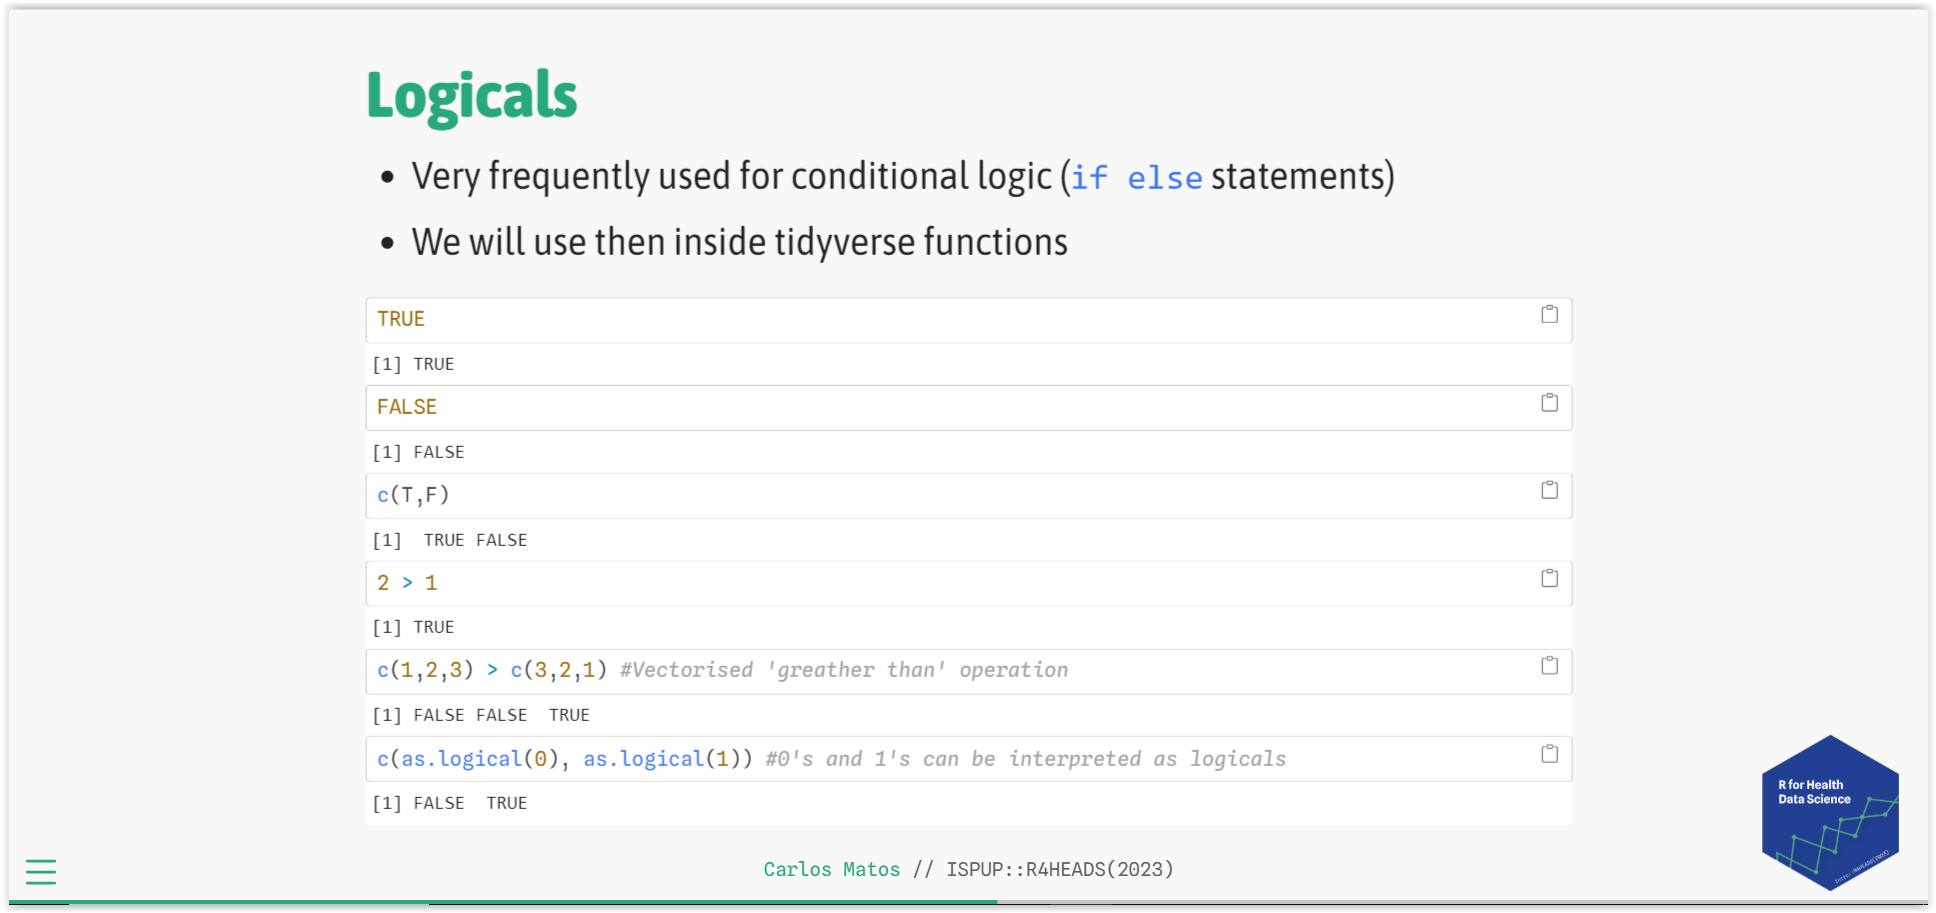 Logicals
• Very frequently used for conditional logic (if else statements)
• We will use then inside tidyverse functions
TRUE
[1] TRUE
FALSE
[1] FALSE
c(T,F)
[1]  TRUE FALSE
2 > 1
[1] TRUE
c(1,2,3) > c(3,2,1) #Vectorised 'greather than' operation
[1] FALSE FALSE  TRUE
c(as.logical(0), as.logical(1)) #0's and 1's can be interpreted as logicals
[1] FALSE  TRUE
R for Health
Data Science
Carlos Matos // ISPUP::R4HEADS(2023)